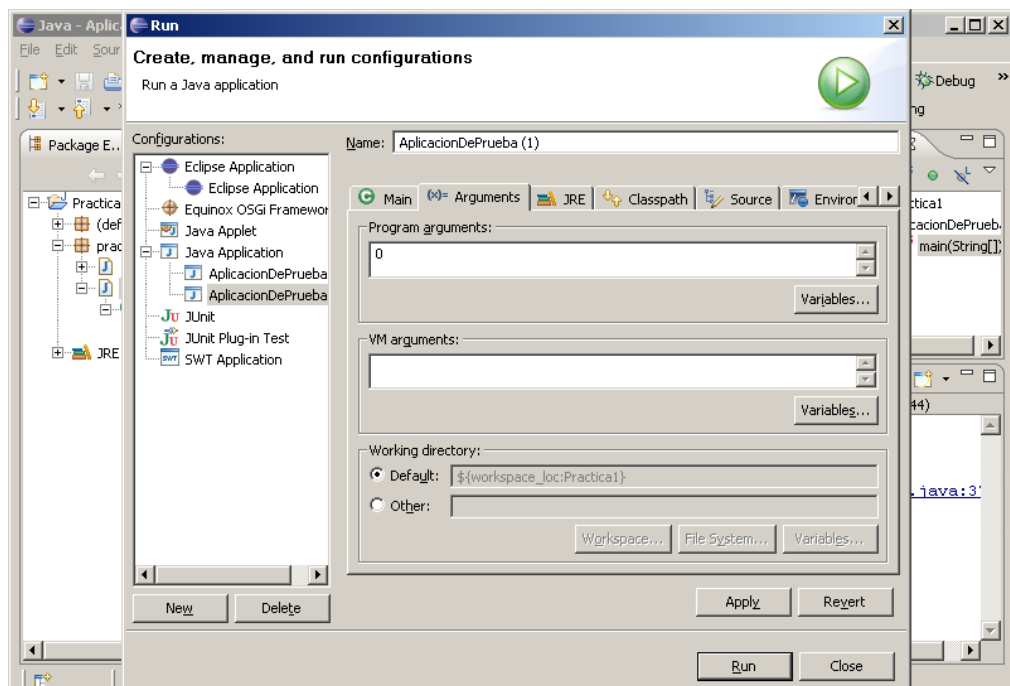 Java - Aplic
Run
File Edit Sour
Create, manage, and run configurations
Run a Java application
Debug
»
ng
Package E...
Configurations:
Name: AplicacionDePrueba (1)
Eclipse Application
Eclipse Application
Equinox OSGi Framewor
Java Applet
Java Application
AplicacionDePrueba
AplicacionDePrueba
JUnit
JUnit Plug-in Test
SWT Application
Practica
(def
prac
JRE
Main (x)= Arguments JRE Classpath Source Enviror
Program arguments:
0
Variables...
VM arguments:
Variables...
Working directory:
Default: ${workspace_loc:Practica1}
Other:
Workspace... File System... Variables...
New Delete
Apply Revert
Run Close
tica1
cacionDePrueb
main(String[])
44)
.java:3